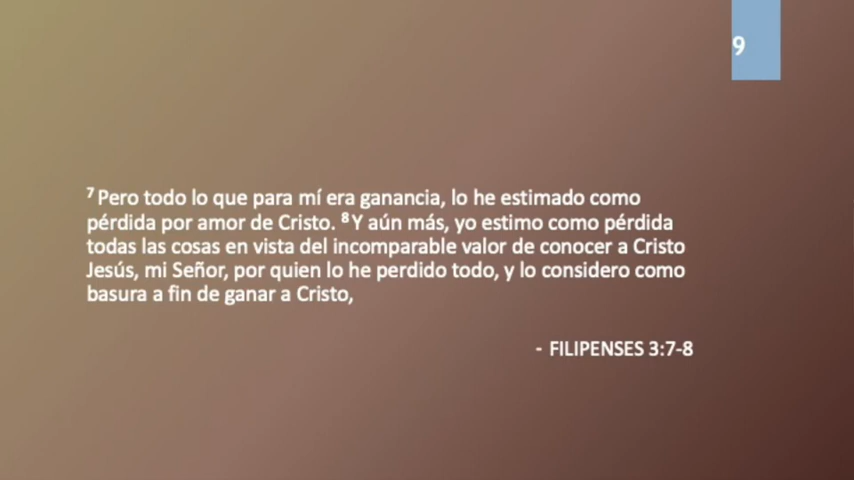 9
⁷ Pero todo lo que para mí era ganancia, lo he estimado como
pérdida por amor de Cristo. ⁸ Y aún más, yo estimo como pérdida
todas las cosas en vista del incomparable valor de conocer a Cristo
Jesús, mi Señor, por quien lo he perdido todo, y lo considero como
basura a fin de ganar a Cristo,
- FILIPENSES 3:7-8